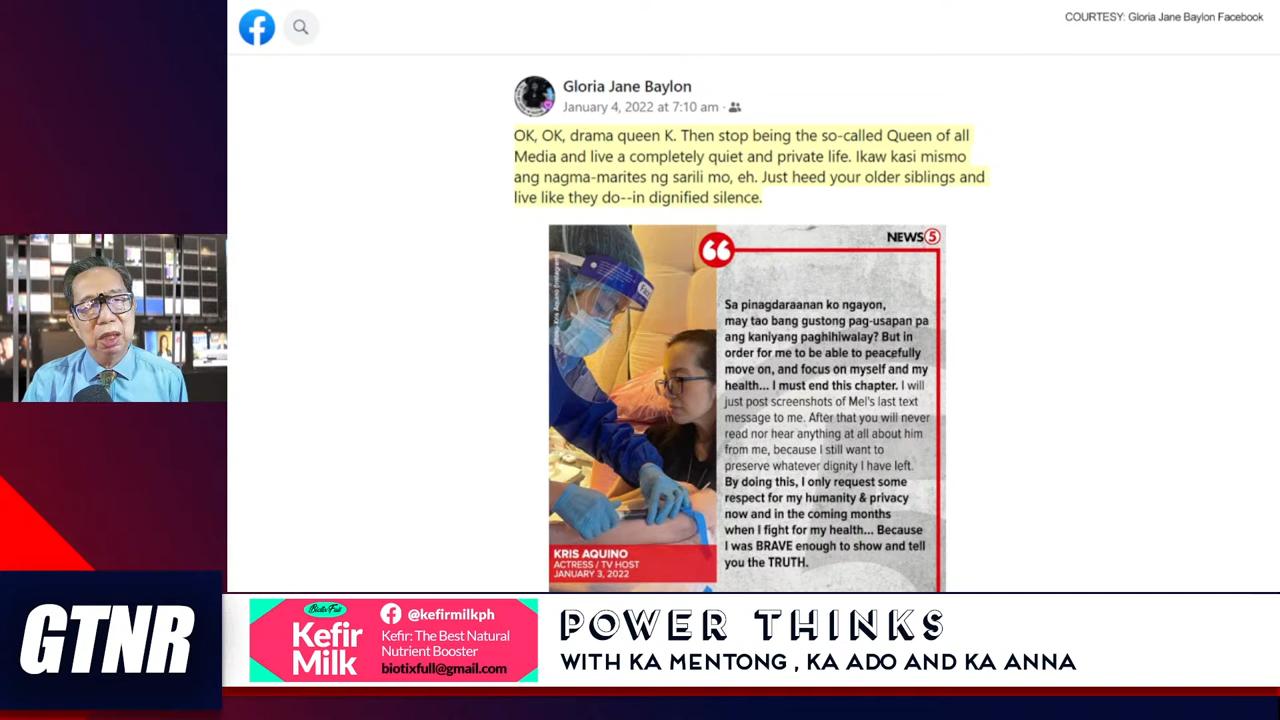 COURTESY: Gloria Jane Baylon Facebook
Gloria Jane Baylon
January 4, 2022 at 7:10 am ·
OK, OK, drama queen K. Then stop being the so-called Queen of all
Media and live a completely quiet and private life. Ikaw kasi mismo
ang nagma-marites ng sarili mo, eh. Just heed your older siblings and
live like they do--in dignified silence.
NEWS5
Sa pinagdaraanan ko ngayon,
may tao bang gustong pag-usapan pa
ang kaniyang paghihiwalay? But in
order for me to be able to peacefully
move on, and focus on myself and my
health... I must end this chapter. I will
just post screenshots of Mel's last text
message to me. After that you will never
read nor hear anything at all about him
from me, because I still want to
preserve whatever dignity I have left.
By doing this, I only request some
respect for my humanity & privacy
now and in the coming months
when I fight for my health... Because
I was BRAVE enough to show and tell
you the TRUTH.
KRIS AQUINO
ACTRESS / TV HOST
JANUARY 3, 2022
GTNR
Biotix Full
Kefir
Milk
@kefirmilkph
Kefir: The Best Natural
Nutrient Booster
biotixfull@gmail.com
POWER THINKS
WITH KA MENTONG , KA ADO AND KA ANNA